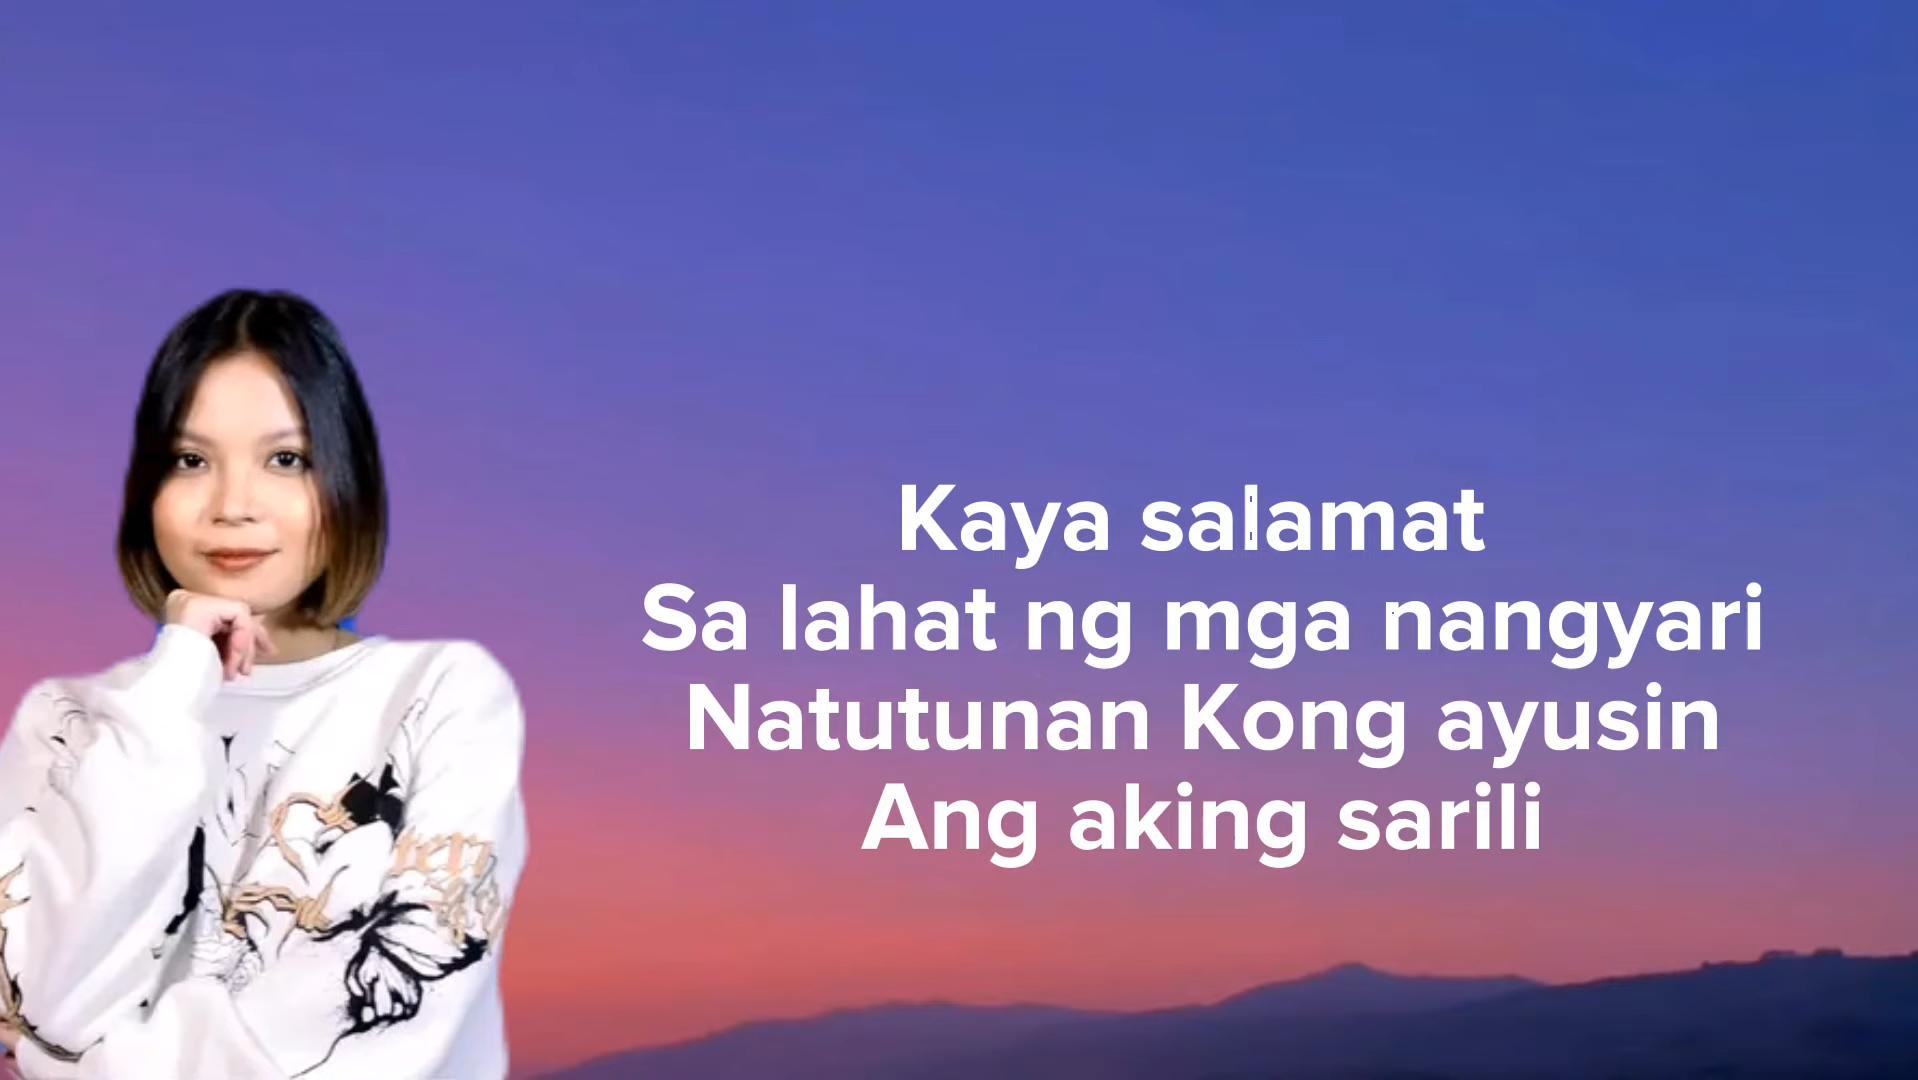 Kaya salamat
Sa lahat ng mga nangyari
Natutunan Kong ayusin
Ang aking sarili